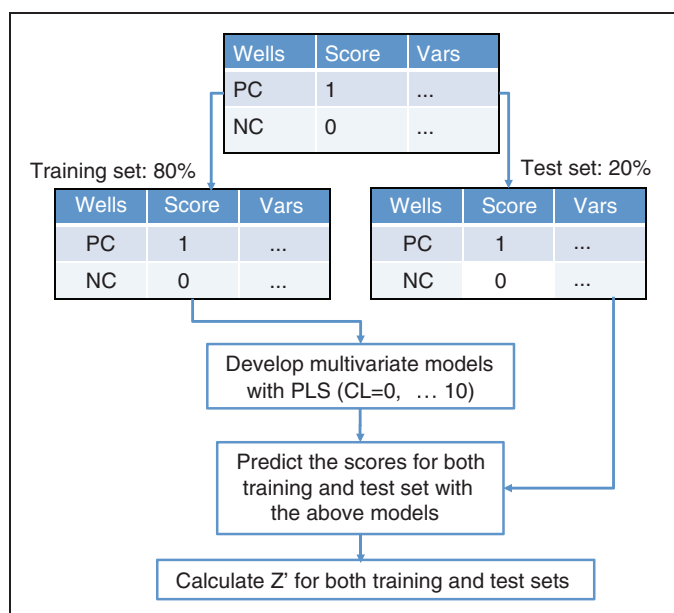 Wells Score Vars
PC 1 ...
NC 0 ...
Training set: 80%
Test set: 20%
Wells Score Vars
PC 1 ...
NC 0 ...
Wells Score Vars
PC 1 ...
NC 0 ...
Develop multivariate models
with PLS (CL=0, ... 10)
Predict the scores for both
training and test set with
the above models
Calculate Z' for both training and test sets